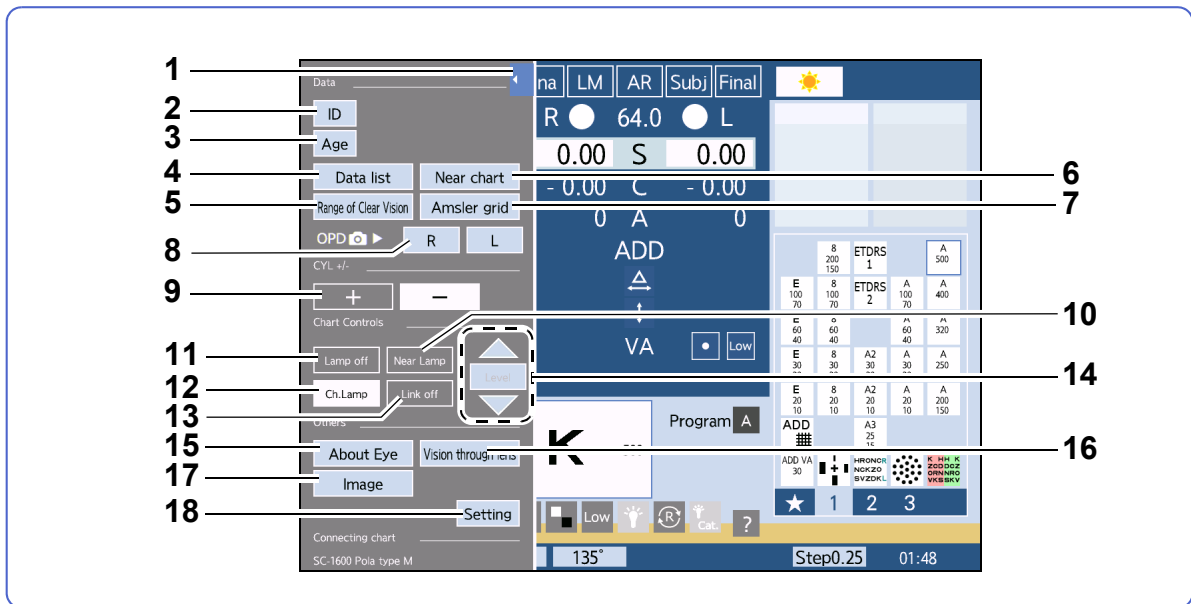 1
2
3
4
5
6
7
8
9
10
11
12
13
14
15
16
17
18
Data
ID
Age
Data list Near chart
Range of Clear Vision Amsler grid
OPD R L
CYL +/-
+ −
Chart Controls
Lamp off Near Lamp
Level
Ch.Lamp Link off
Others
About Eye Vision through lens
Image
Setting
Connecting chart
SC-1600 Pola type M
na LM AR Subj Final
R 64.0 L
0.00 S 0.00
- 0.00 C - 0.00
0 A 0
ADD
VA Low
K
Program A
Low R Cat. ?
135°
Step0.25 01:48
8 200 150
ETDRS 1
A 500
E 100 70
8 100 70
ETDRS 2
A 100 70
A 400
E 60 40
8 60 40
A 60 40
A 320
E 30
8 30
A2 30
A 30
A 250
E 20 10
8 20 10
A2 20 10
A 20 10
A 200 150
ADD
A3 25 15
ADD VA 30
HRONCR
NCKZO
SVZDKL
K HH K
ZCDDCZ
ORNNRO
VKSSKV
★ 1 2 3